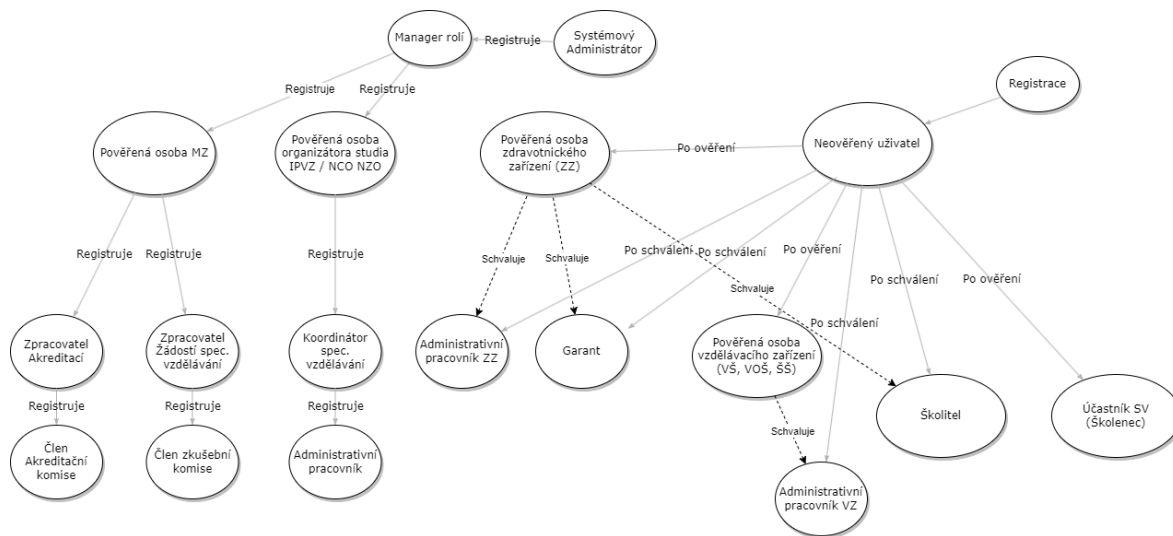 Manager rolí
Registruje
Systémový
Administrátor
Registruje
Registruje
Registrace
Pověřená osoba MZ
Pověřená osoba
organizátora studia
IPVZ / NCO NZO
Pověřená osoba
zdravotnického
zařízení (ZZ)
Po ověření
Neověřený uživatel
Registruje
Registruje
Registruje
Schvaluje
Schvaluje
Po schválení
Po schválení
Po ověření
Po schválení
Po ověření
Schvaluje
Po schválení
Zpracovatel
Akreditací
Zpracovatel
Žádostí spec.
vzdělávání
Koordinátor
spec.
vzdělávání
Administrativní
pracovník ZZ
Garant
Pověřená osoba
vzdělávacího zařízení
(VŠ, VOŠ, ŠŠ)
Školitel
Účastník SV
(Školenec)
Registruje
Registruje
Registruje
Schvaluje
Člen
Akreditační
komise
Člen zkušební
komise
Administrativní
pracovník
Administrativní
pracovník VZ